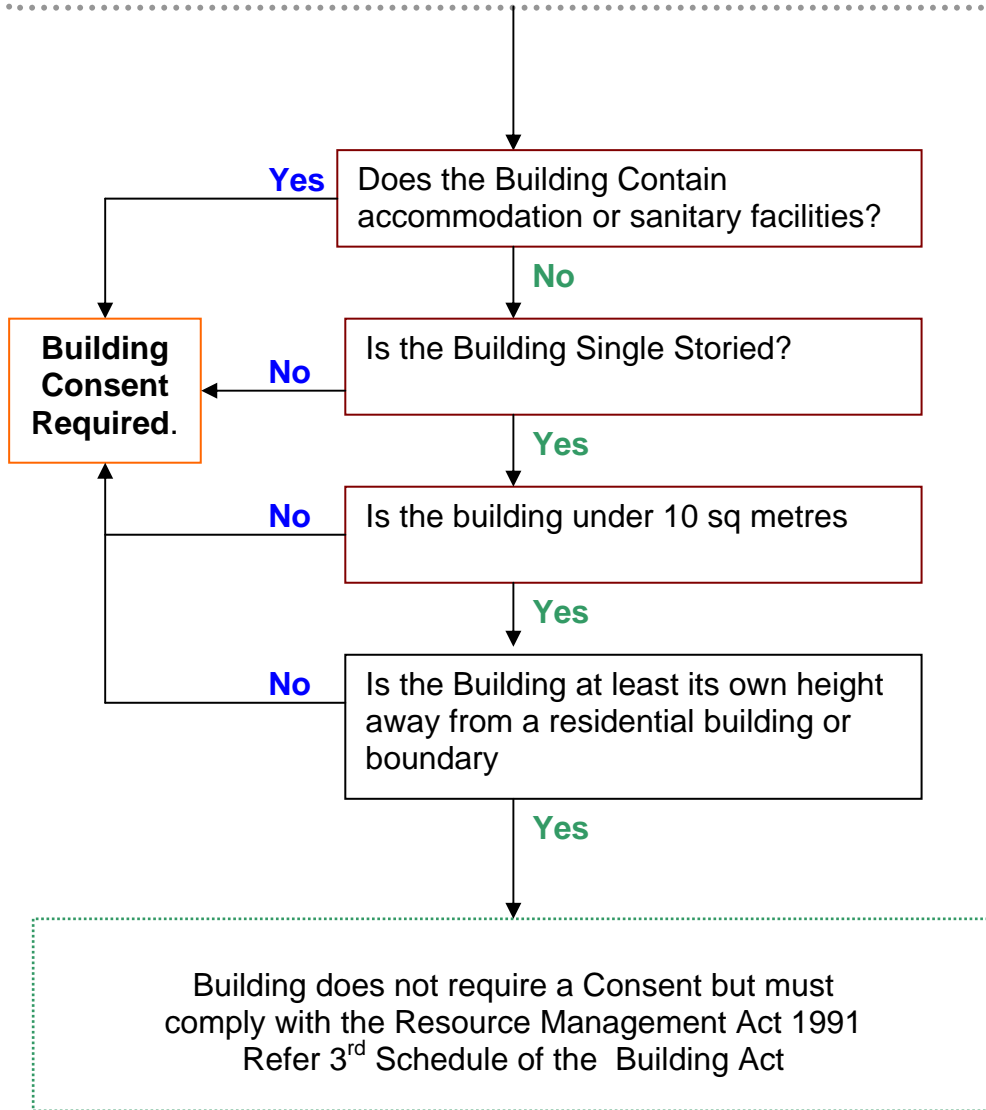 Yes
Does the Building Contain
accommodation or sanitary facilities?
No
Building
Consent
Required.
No
Is the Building Single Storied?
Yes
No
Is the building under 10 sq metres
Yes
No
Is the Building at least its own height
away from a residential building or
boundary
Yes
Building does not require a Consent but must
comply with the Resource Management Act 1991
Refer 3rd Schedule of the Building Act